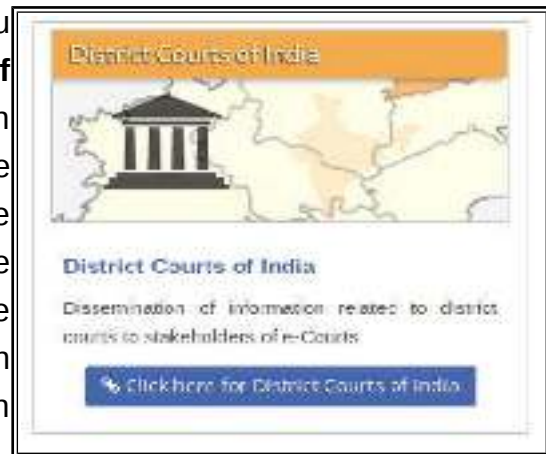 u
District Courts of India
f
n
e
e
District Courts of India
e
Dissemination of information related to district
e
courts to stakeholders of e-Courts
n
Click here for District Courts of India
n